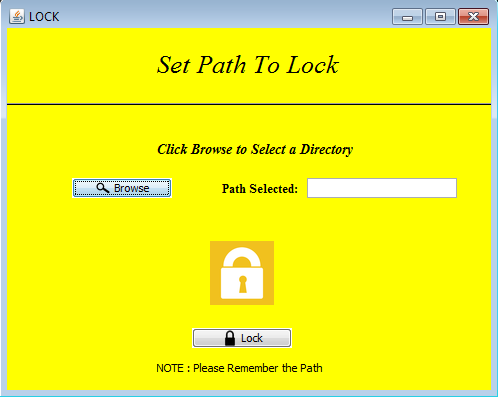 LOCK
Set Path To Lock
Click Browse to Select a Directory
Browse
Path Selected:
Lock
NOTE : Please Remember the Path